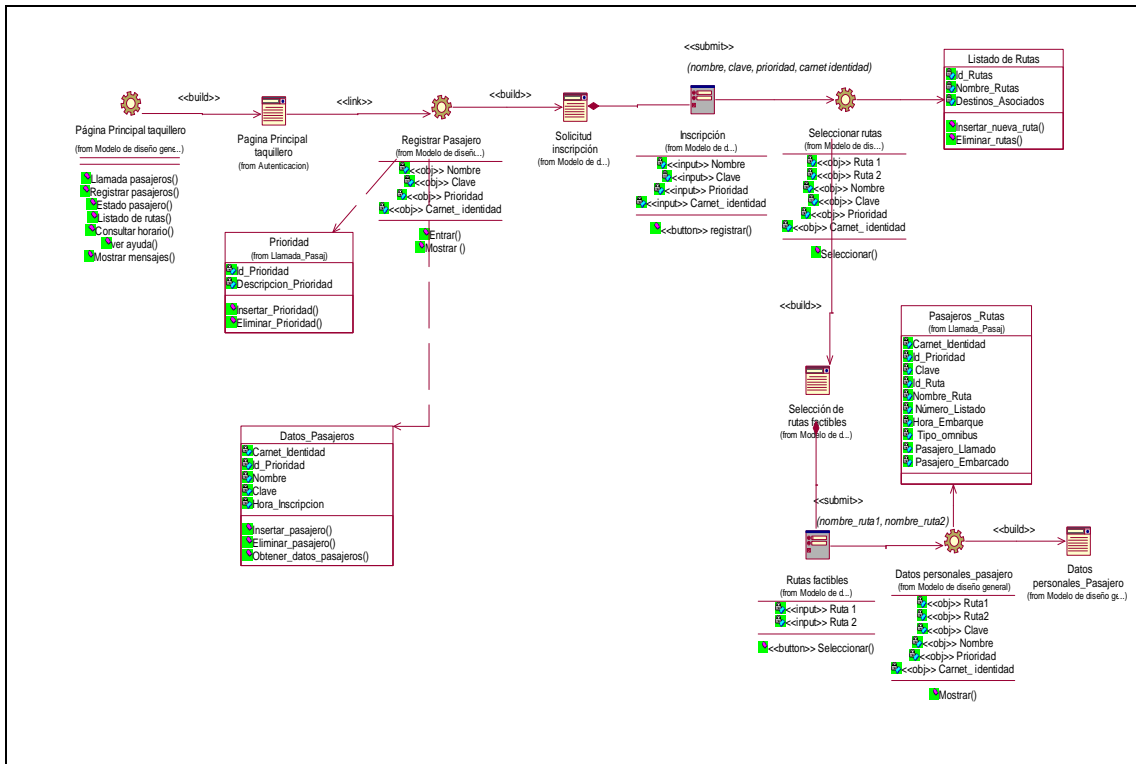 <<build>>
Página Principal taquillero
(from Modelo de diseño gene...)
Llamada pasajeros()
Registrar pasajeros()
Estado pasajero()
Listado de rutas()
Consultar horario()
ver ayuda()
Mostrar mensajes()
Pagina Principal
taquillero
(from Autenticacion)
<<link>>
Registrar Pasajero
(from Modelo de diseñ...)
<<obj>> Nombre
<<obj>> Clave
<<obj>> Prioridad
<<obj>> Carnet_ identidad
Entrar()
Mostrar ()
<<build>>
Solicitud
inscripción
(from Modelo de d...)
<<submit>>
(nombre, clave, prioridad, carnet identidad)
Inscripción
(from Modelo de d...)
<<input>> Nombre
<<input>> Clave
<<input>> Prioridad
<<input>> Carnet_ identidad
<<button>> registrar()
Seleccionar rutas
(from Modelo de dis...)
<<obj>> Ruta 1
<<obj>> Ruta 2
<<obj>> Nombre
<<obj>> Clave
<<obj>> Prioridad
<<obj>> Carnet_ identidad
Seleccionar()
Listado de Rutas
Id_Rutas
Nombre_Rutas
Destinos_Asociados
Insertar_nueva_ruta()
Eliminar_rutas()
Prioridad
(from Llamada_Pasaj)
Id_Prioridad
Descripcion_Prioridad
Insertar_Prioridad()
Eliminar_Prioridad()
Datos_Pasajeros
Carnet_Identidad
Id_Prioridad
Nombre
Clave
Hora_Inscripcion
Insertar_pasajero()
Eliminar_pasajero()
Obtener_datos_pasajeros()
<<build>>
Selección de
rutas factibles
(from Modelo de d...)
Pasajeros _Rutas
(from Llamada_Pasaj)
Carnet_Identidad
Id_Prioridad
Clave
Id_Ruta
Nombre_Ruta
Número_Listado
Hora_Embarque
Tipo_omnibus
Pasajero_Llamado
Pasajero_Embarcado
<<submit>>
(nombre_ruta1, nombre_ruta2)
Rutas factibles
(from Modelo de d...)
<<input>> Ruta 1
<<input>> Ruta 2
<<button>> Seleccionar()
Datos personales_pasajero
(from Modelo de diseño general)
<<obj>> Ruta1
<<obj>> Ruta2
<<obj>> Clave
<<obj>> Nombre
<<obj>> Prioridad
<<obj>> Carnet_ identidad
Mostrar()
<<build>>
Datos
personales_Pasajero
(from Modelo de diseño ge...)